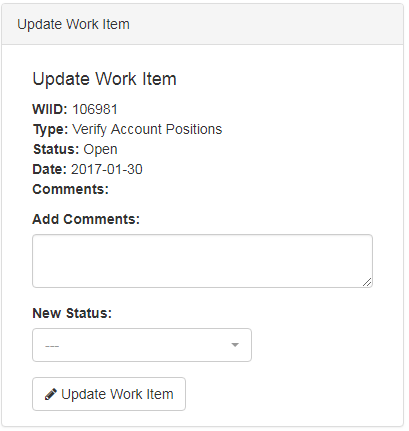 Update Work Item
Update Work Item
WIID: 106981
Type: Verify Account Positions
Status: Open
Date: 2017-01-30
Comments:
Add Comments:
New Status:
---
Update Work Item